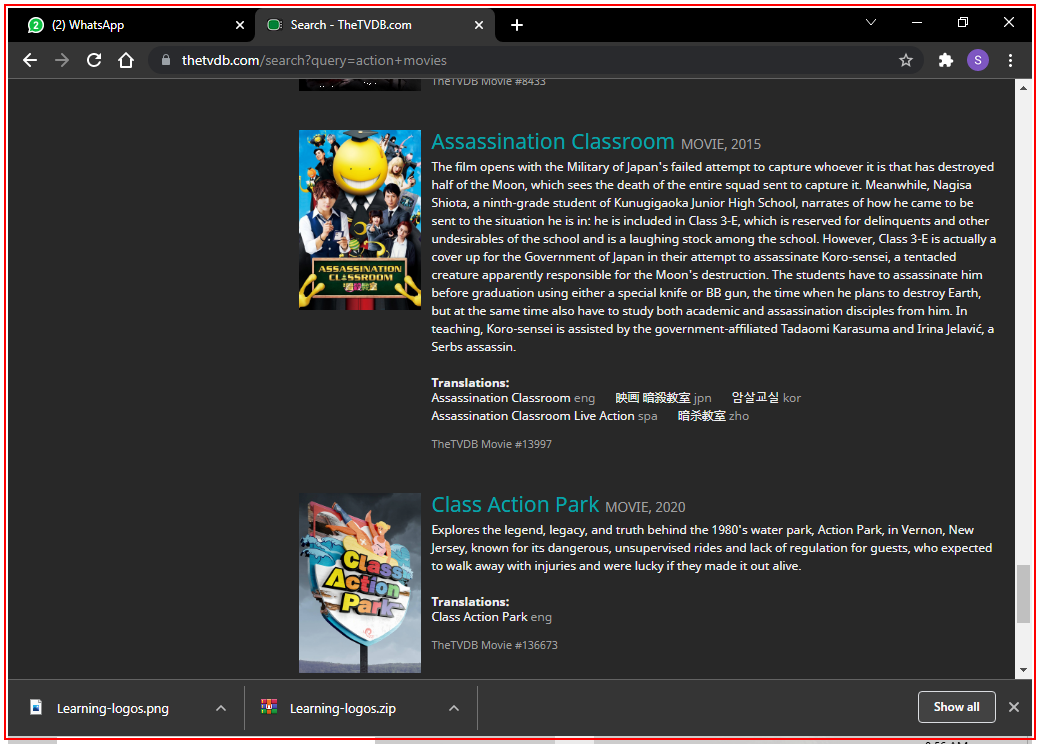 2
(2) WhatsApp
Search - TheTVDB.com
thetvdb.com/search?query=action+movies
S
TheTVDB Movie #8433
Assassination Classroom MOVIE, 2015
The film opens with the Military of Japan's failed attempt to capture whoever it is that has destroyed
half of the Moon, which sees the death of the entire squad sent to capture it. Meanwhile, Nagisa
Shiota, a ninth-grade student of Kunugigaoka Junior High School, narrates of how he came to be
sent to the situation he is in: he is included in Class 3-E, which is reserved for delinquents and other
undesirables of the school and is a laughing stock among the school. However, Class 3-E is actually a
cover up for the Government of Japan in their attempt to assassinate Koro-sensei, a tentacled
creature apparently responsible for the Moon's destruction. The students have to assassinate him
before graduation using either a special knife or BB gun, the time when he plans to destroy Earth,
but at the same time also have to study both academic and assassination disciples from him. In
teaching, Koro-sensei is assisted by the government-affiliated Tadaomi Karasuma and Irina Jelavić, a
Serbs assassin.
ASSASSINATION
CLASSROOM
暗殺教室
Translations:
Assassination Classroom eng 映画 暗殺教室 jpn 암살교실 kor
Assassination Classroom Live Action spa 暗杀教室 zho
TheTVDB Movie #13997
Class Action Park MOVIE, 2020
Explores the legend, legacy, and truth behind the 1980's water park, Action Park, in Vernon, New
Jersey, known for its dangerous, unsupervised rides and lack of regulation for guests, who expected
to walk away with injuries and were lucky if they made it out alive.
Class
Action
Park
Translations:
Class Action Park eng
TheTVDB Movie #136673
Learning-logos.png
Learning-logos.zip
Show all